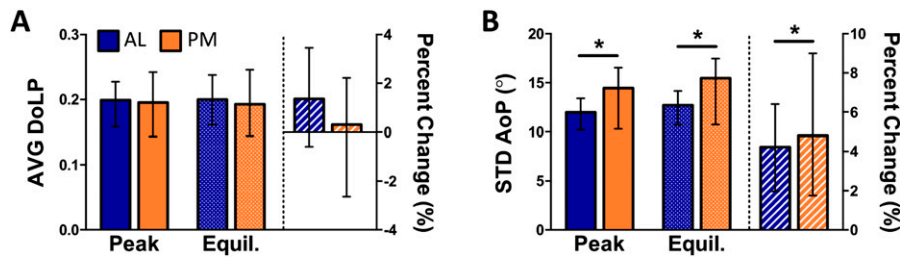 A
AL PM
AVG DoLP
0.3
0.2
0.1
0.0
Peak Equil.
4
2
0
-2
-4
Percent Change (%)
B
STD AoP (°)
20
15
10
5
0
* * *
Peak Equil.
10
8
6
4
2
0
Percent Change (%)